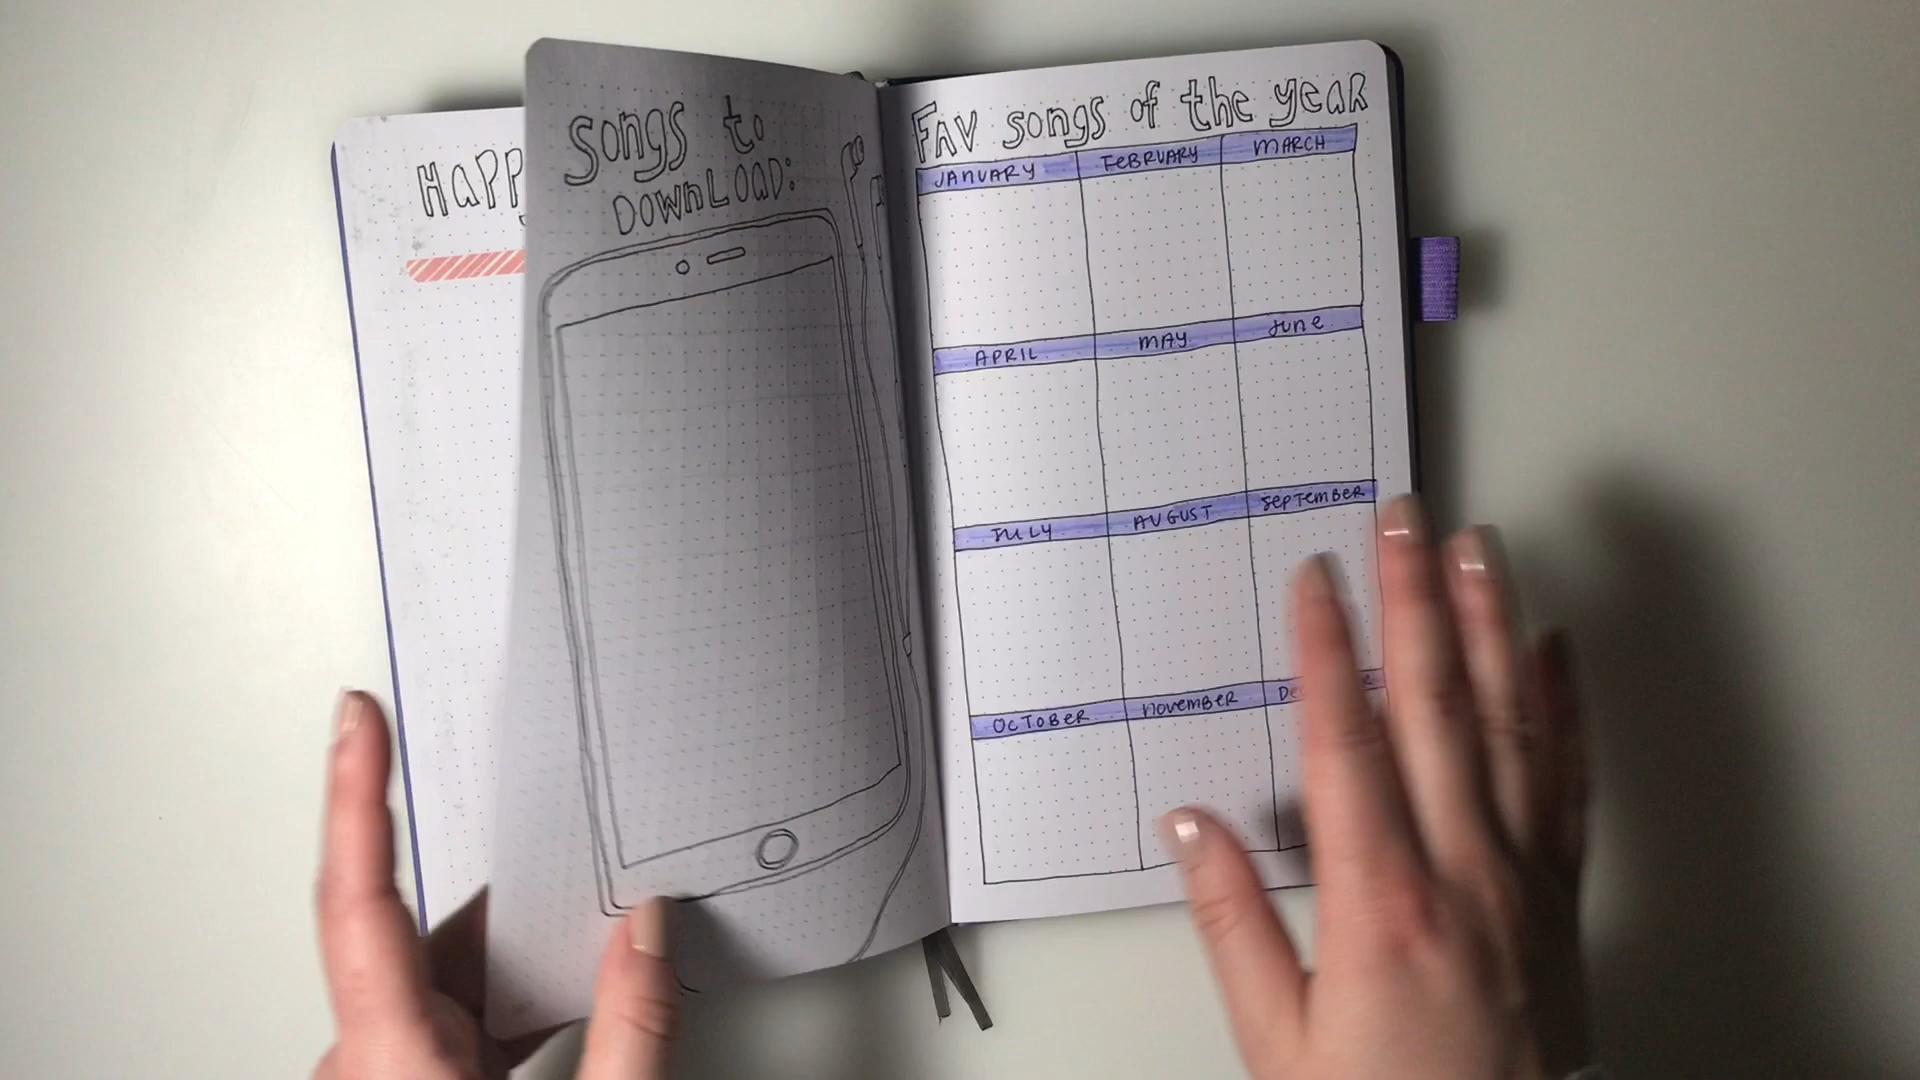 HAPP
SONGS to
DOWNLOAD:
FAV SONGS of the yeaR
JANUARY FeBRUARY MARCH
APRIL MAY June
JULY AUGUST SepTemBeR
OCTOBeR novemBeR